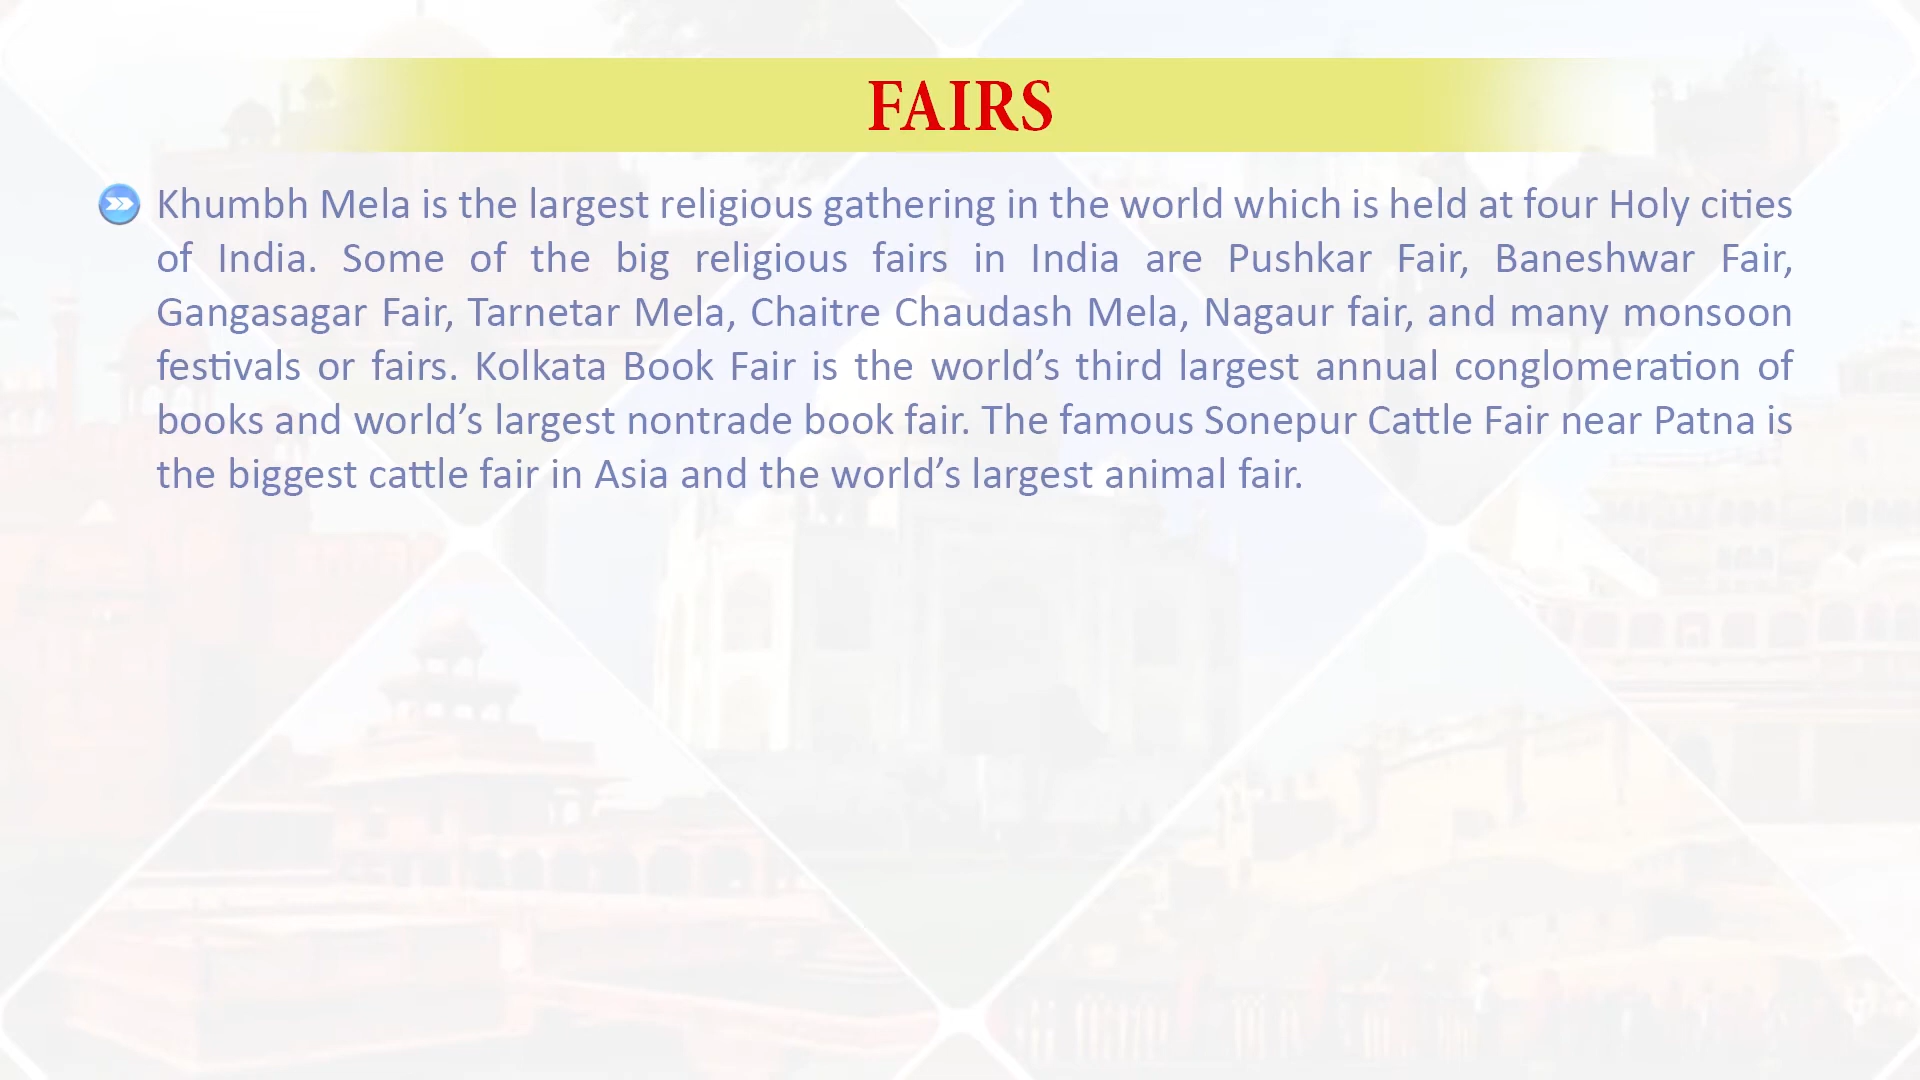 FAIRS
Khumbh Mela is the largest religious gathering in the world which is held at four Holy cities
of India. Some of the big religious fairs in India are Pushkar Fair, Baneshwar Fair,
Gangasagar Fair, Tarnetar Mela, Chaitre Chaudash Mela, Nagaur fair, and many monsoon
festivals or fairs. Kolkata Book Fair is the world’s third largest annual conglomeration of
books and world’s largest nontrade book fair. The famous Sonepur Cattle Fair near Patna is
the biggest cattle fair in Asia and the world’s largest animal fair.